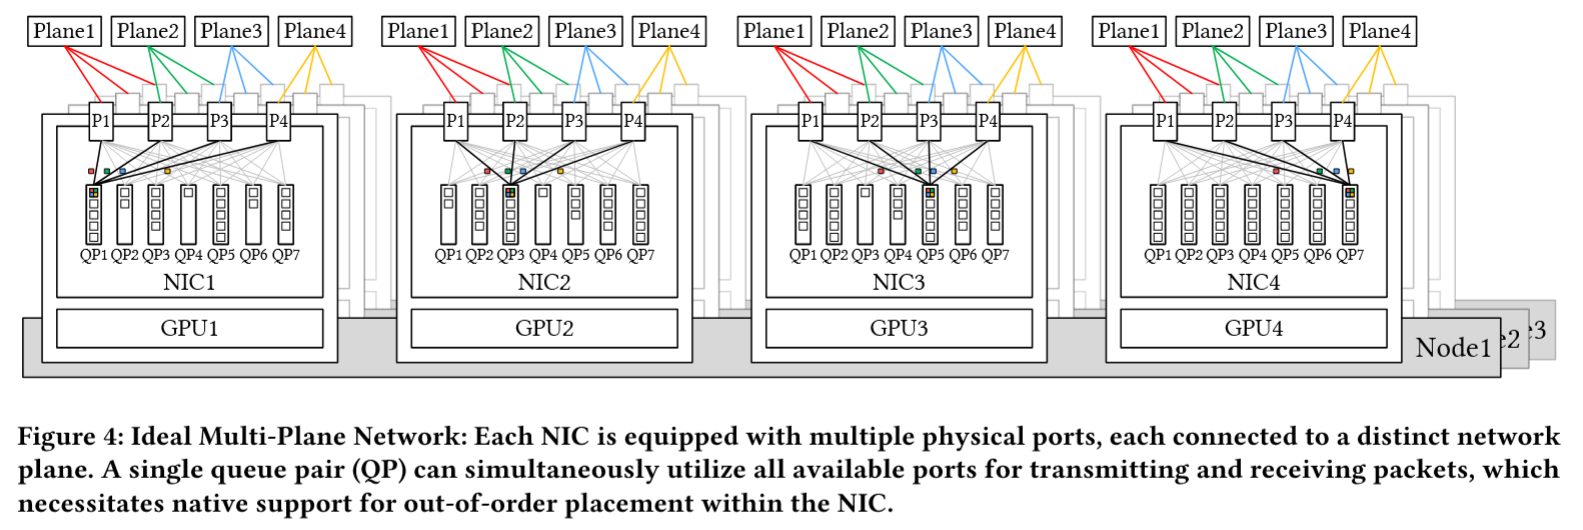 Plane1 Plane2 Plane3 Plane4 Plane1 Plane2 Plane3 Plane4 Plane1 Plane2 Plane3 Plane4 Plane1 Plane2 Plane3 Plane4
P1 P2 P3 P4 P1 P2 P3 P4 P1 P2 P3 P4 P1 P2 P3 P4
QP1 QP2 QP3 QP4 QP5 QP6 QP7 QP1 QP2 QP3 QP4 QP5 QP6 QP7 QP1 QP2 QP3 QP4 QP5 QP6 QP7 QP1 QP2 QP3 QP4 QP5 QP6 QP7
NIC1 NIC2 NIC3 NIC4
GPU1 GPU2 GPU3 GPU4
Node1 e2 e3
Figure 4: Ideal Multi-Plane Network: Each NIC is equipped with multiple physical ports, each connected to a distinct network
plane. A single queue pair (QP) can simultaneously utilize all available ports for transmitting and receiving packets, which
necessitates native support for out-of-order placement within the NIC.